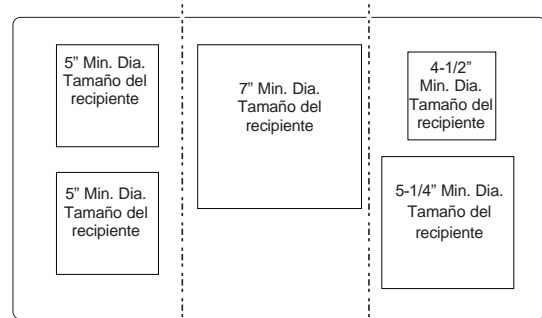 5” Min. Dia.
Tamaño del
recipiente
5” Min. Dia.
Tamaño del
recipiente
7” Min. Dia.
Tamaño del
recipiente
4-1/2”
Min. Dia.
Tamaño del
recipiente
5-1/4” Min. Dia.
Tamaño del
recipiente